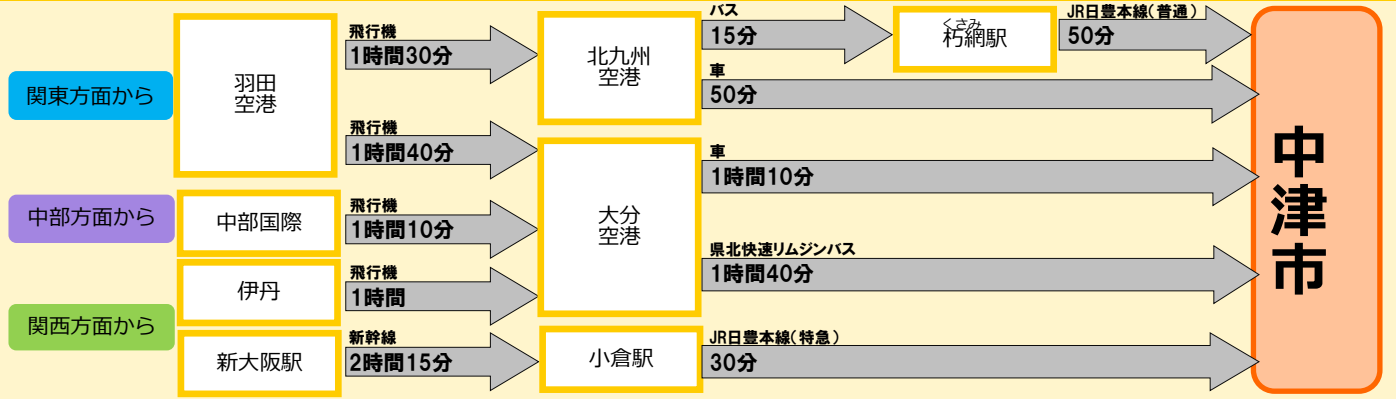 関東方面から
羽田
空港
飛行機
1時間30分
北九州
空港
バス
15分
くさみ
朽網駅
JR日豊本線(普通)
50分
車
50分
飛行機
1時間40分
大分
空港
車
1時間10分
中部方面から
中部国際
飛行機
1時間10分
県北快速リムジンバス
1時間40分
関西方面から
伊丹
飛行機
1時間
新大阪駅
新幹線
2時間15分
小倉駅
JR日豊本線(特急)
30分
中津市